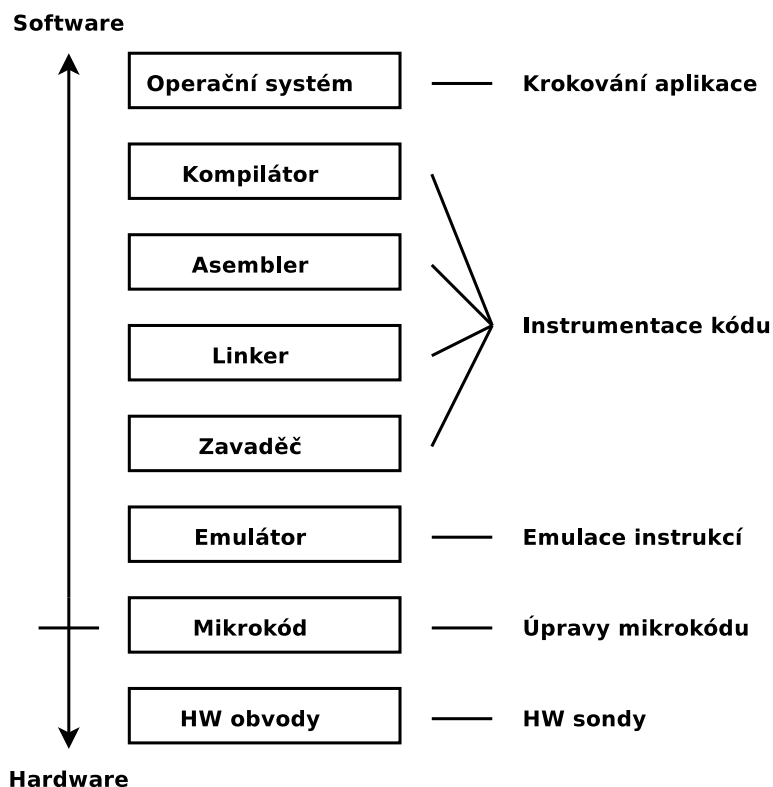 Software
Operační systém
Krokování aplikace
Kompilátor
Asembler
Instrumentace kódu
Linker
Zavaděč
Emulátor
Emulace instrukcí
Mikrokód
Úpravy mikrokódu
HW obvody
HW sondy
Hardware